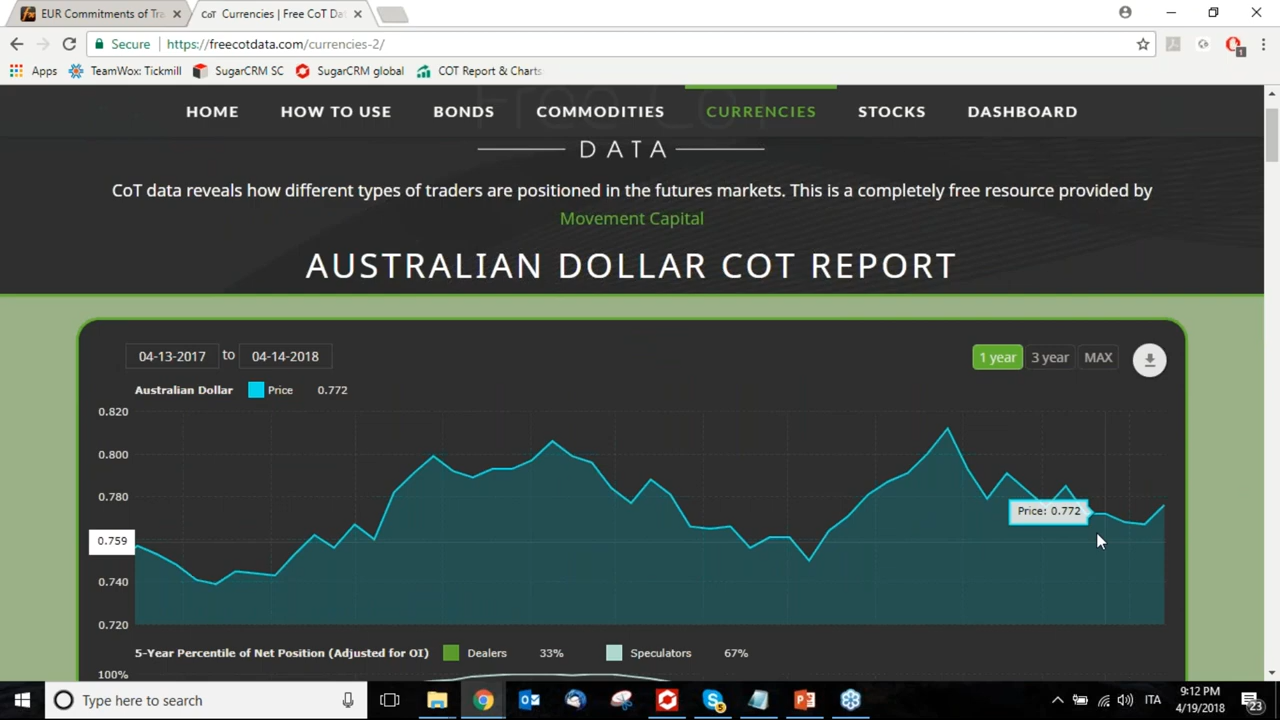 EUR Commitments of Tra
CoT Currencies | Free CoT Dat
Secure https://freecotdata.com/currencies-2/
Apps TeamWox: Tickmill SugarCRM SC SugarCRM global COT Report & Charts
1
HOME HOW TO USE BONDS COMMODITIES CURRENCIES STOCKS DASHBOARD
Free CoT
DATA
CoT data reveals how different types of traders are positioned in the futures markets. This is a completely free resource provided by
Movement Capital
AUSTRALIAN DOLLAR COT REPORT
04-13-2017 to 04-14-2018
1 year 3 year MAX
Australian Dollar Price 0.772
0.820
0.800
0.780
Price: 0.772
0.759
0.740
0.720
5-Year Percentile of Net Position (Adjusted for OI) Dealers 33% Speculators 67%
100%
Type here to search
5
ITA
9:12 PM
4/19/2018
23